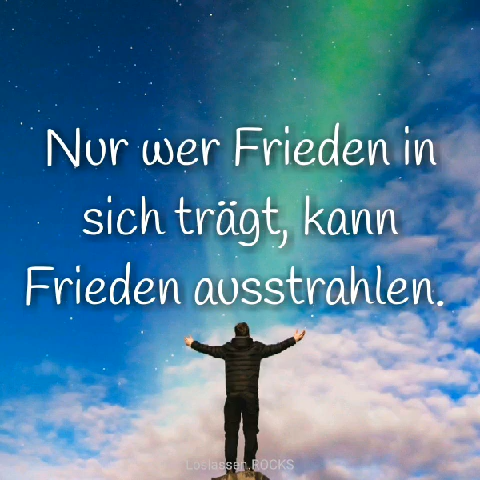 Nur wer Frieden in
sich trägt, kann
Frieden ausstrahlen.
Loslassen.ROCKS